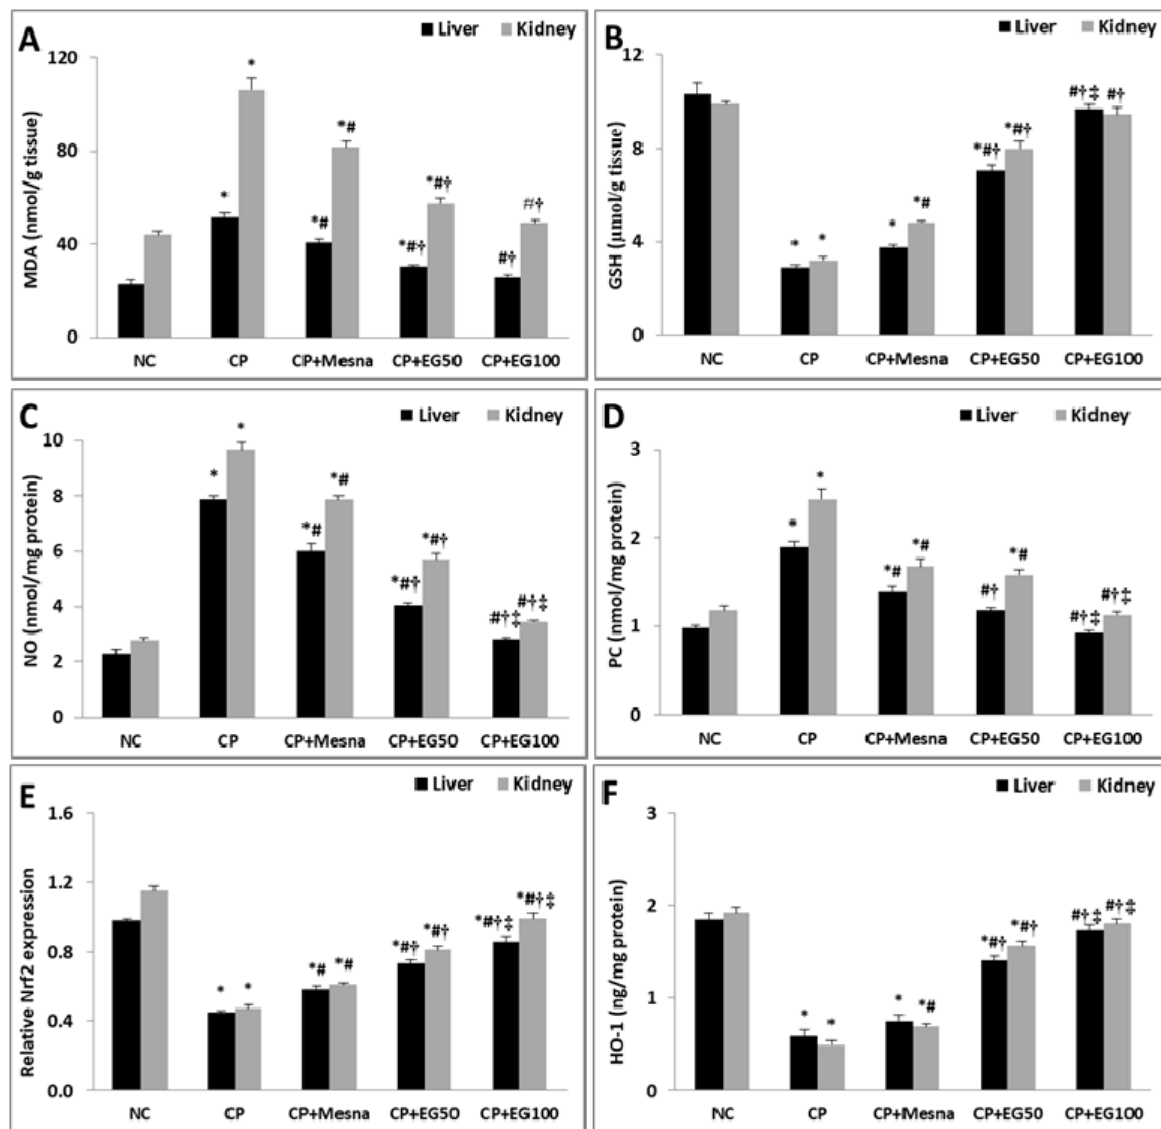 A
Liver Kidney
MDA (nmol/g tissue)
120
80
40
0
* *
*# *#
*#† *#†
#† #†
NC CP CP+Mesna CP+EG50 CP+EG100
B
Liver Kidney
GSH (µmol/g tissue)
12
8
4
0
* *
* *#
*#† *#†
#†‡ #†
NC CP CP+Mesna CP+EG50 CP+EG100
C
Liver Kidney
NO (nmol/mg protein)
10
8
6
4
2
0
* *
*# *#
*#† *#†
#†‡ #†‡
NC CP CP+Mesna CP+EG50 CP+EG100
D
Liver Kidney
PC (nmol/mg protein)
3
2
1
0
* *
*# *#
#† *#
#†‡ #†‡
NC CP CP+Mesna CP+EG50 CP+EG100
E
Liver Kidney
Relative Nrf2 expression
1.6
1.2
0.8
0.4
0.0
* *
*# *#
*#† *#†
*#†‡ *#†‡
NC CP CP+Mesna CP+EG50 CP+EG100
F
Liver Kidney
HO-1 (ng/mg protein)
3
2
1
0
* *
* *#
*#† *#†
#†‡ #†‡
NC CP CP+Mesna CP+EG50 CP+EG100